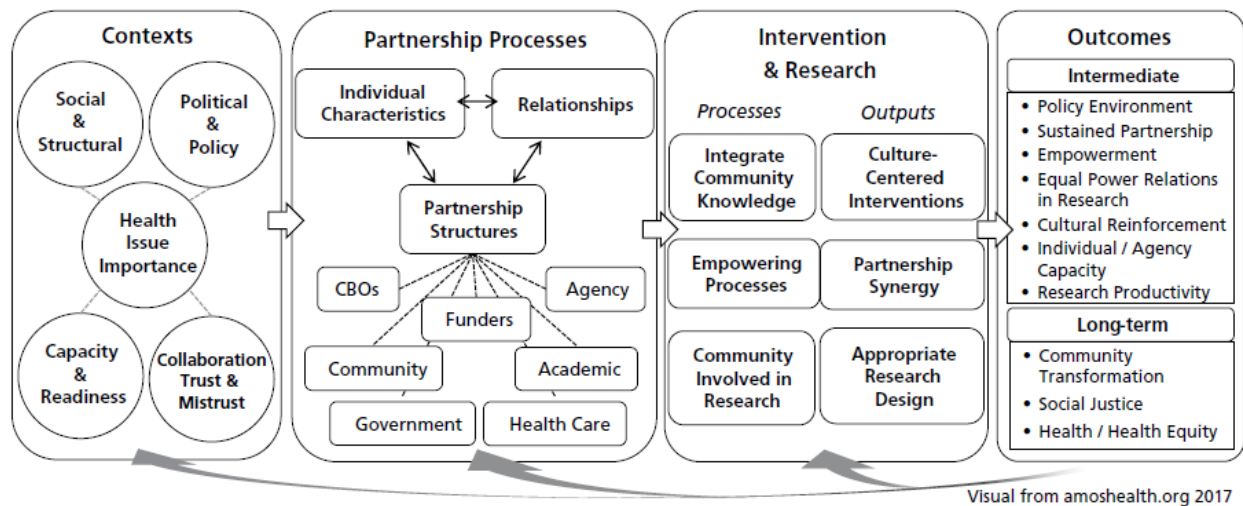 Contexts
Social
&
Structural
Political
&
Policy
Health
Issue
Importance
Capacity
&
Readiness
Collaboration
Trust &
Mistrust
Partnership Processes
Individual
Characteristics
Relationships
Partnership
Structures
CBOs
Agency
Funders
Community
Academic
Government
Health Care
Intervention
& Research
Processes
Outputs
Integrate
Community
Knowledge
Culture-
Centered
Interventions
Empowering
Processes
Partnership
Synergy
Community
Involved in
Research
Appropriate
Research
Design
Outcomes
Intermediate
• Policy Environment
• Sustained Partnership
• Empowerment
• Equal Power Relations
in Research
• Cultural Reinforcement
• Individual / Agency
Capacity
• Research Productivity
Long-term
• Community
Transformation
• Social Justice
• Health / Health Equity
Visual from amoshealth.org 2017